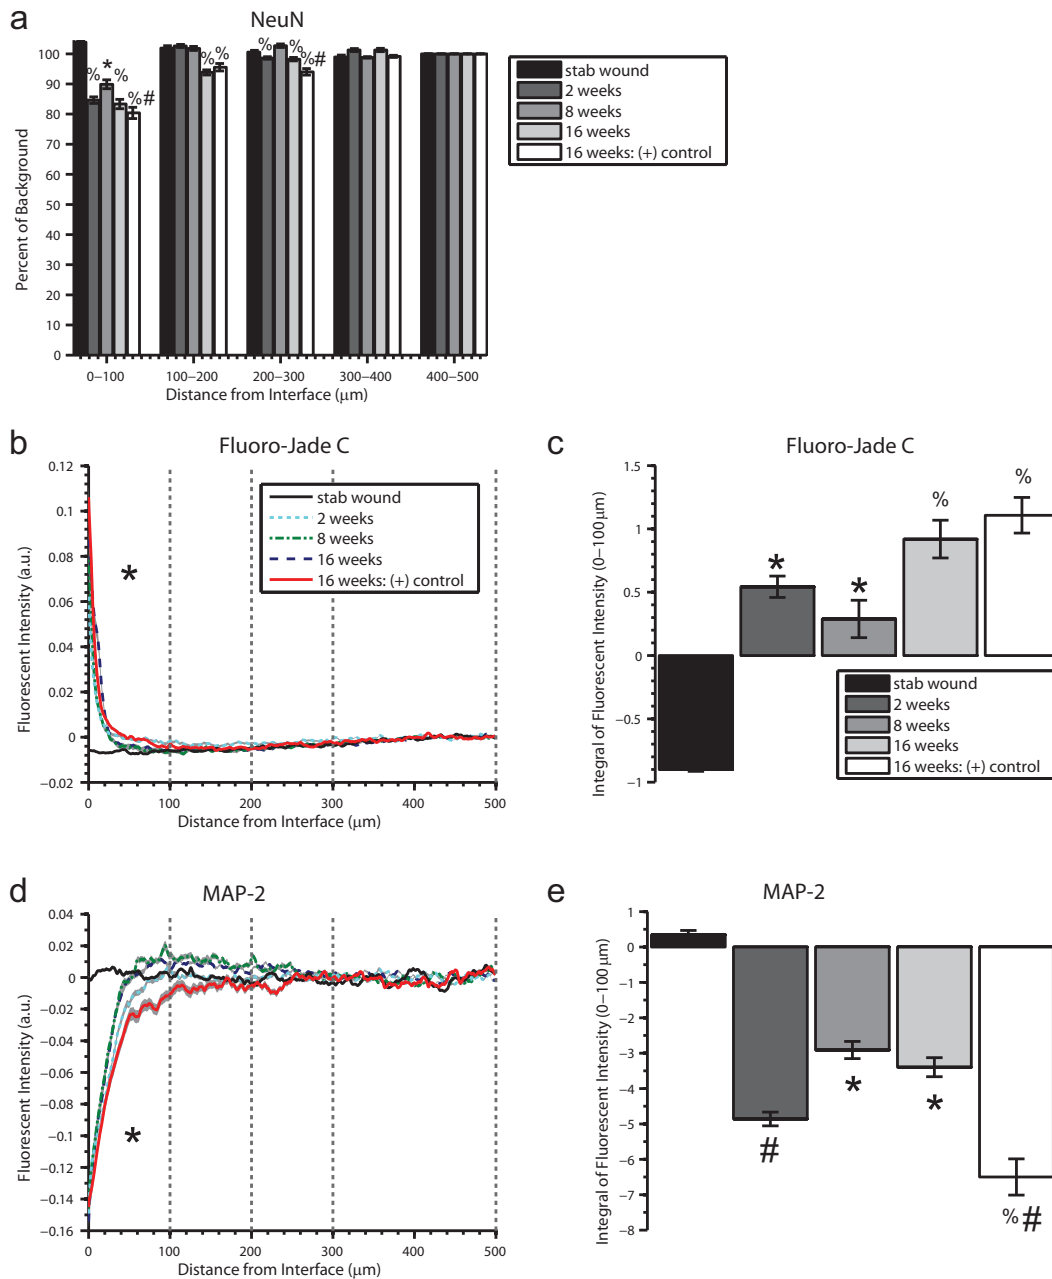 a
NeuN
Percent of Background
100
90
80
70
60
50
40
30
20
10
0
% * % % #
% %
% % % #
0–100 100–200 200–300 300–400 400–500
Distance from Interface (μm)
stab wound
2 weeks
8 weeks
16 weeks
16 weeks: (+) control
b
Fluoro-Jade C
Fluorescent Intensity (a.u.)
0.12
0.1
0.08
0.06
0.04
0.02
0
−0.02
*
stab wound
2 weeks
8 weeks
16 weeks
16 weeks: (+) control
0 100 200 300 400 500
Distance from Interface (μm)
c
Fluoro-Jade C
Integral of Fluorescent Intensity (0–100 μm)
1.5
1
0.5
0
−0.5
−1
* * % %
stab wound
2 weeks
8 weeks
16 weeks
16 weeks: (+) control
d
MAP-2
Fluorescent Intensity (a.u.)
0.04
0.02
0
−0.02
−0.04
−0.06
−0.08
−0.1
−0.12
−0.14
−0.16
*
0 100 200 300 400 500
Distance from Interface (μm)
e
MAP-2
Integral of Fluorescent Intensity (0–100 μm)
1
0
−1
−2
−3
−4
−5
−6
−7
−8
# * * % #